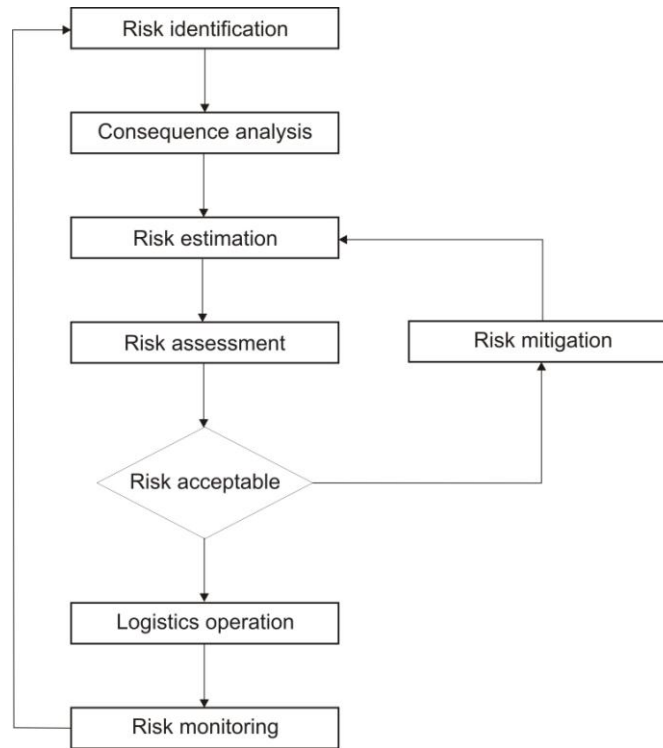 Risk identification
Consequence analysis
Risk estimation
Risk assessment
Risk mitigation
Risk acceptable
Logistics operation
Risk monitoring